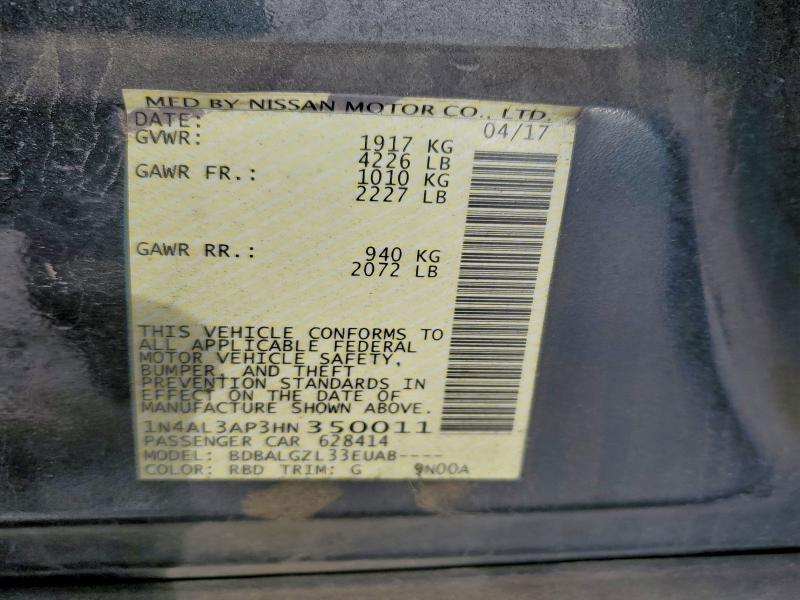 MFD BY NISSAN MOTOR CO., LTD.
DATE: 04/17
GVWR: 1917 KG
4226 LB
GAWR FR.: 1010 KG
2227 LB
GAWR RR.: 940 KG
2072 LB
THIS VEHICLE CONFORMS TO
ALL APPLICABLE FEDERAL
MOTOR VEHICLE SAFETY,
BUMPER, AND THEFT
PREVENTION STANDARDS IN
EFFECT ON THE DATE OF
MANUFACTURE SHOWN ABOVE.
1N4AL3AP3HN 350011
PASSENGER CAR 628414
MODEL: BDBALGZL33EUAB----
COLOR: RBD TRIM: G 9N00A